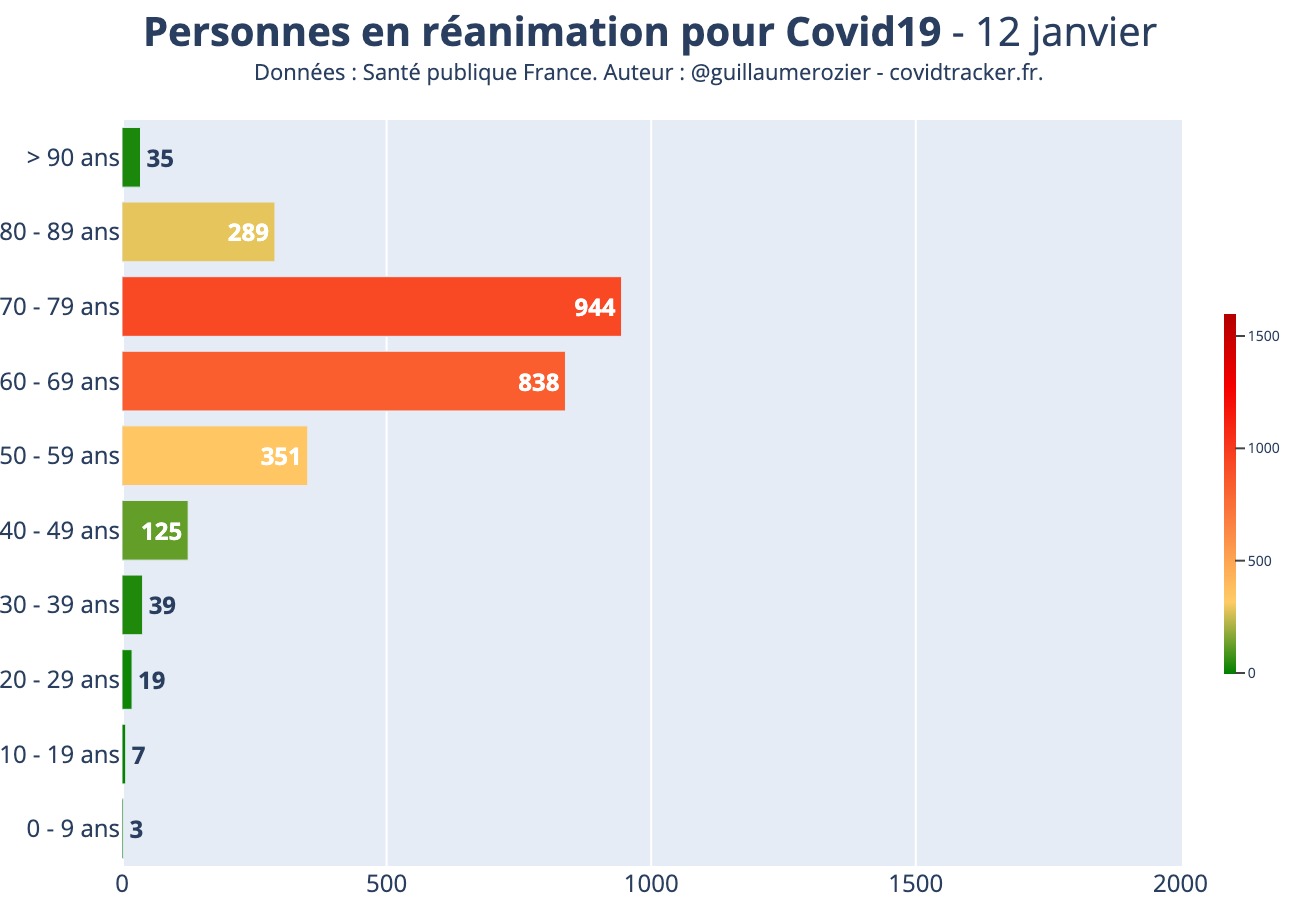 Personnes en réanimation pour Covid19 - 12 janvier
Données : Santé publique France. Auteur : @guillaumerozier - covidtracker.fr.
> 90 ans 35
80 - 89 ans 289
70 - 79 ans 944
60 - 69 ans 838
50 - 59 ans 351
40 - 49 ans 125
30 - 39 ans 39
20 - 29 ans 19
10 - 19 ans 7
0 - 9 ans 3
0 500 1000 1500 2000
1500
1000
500
0